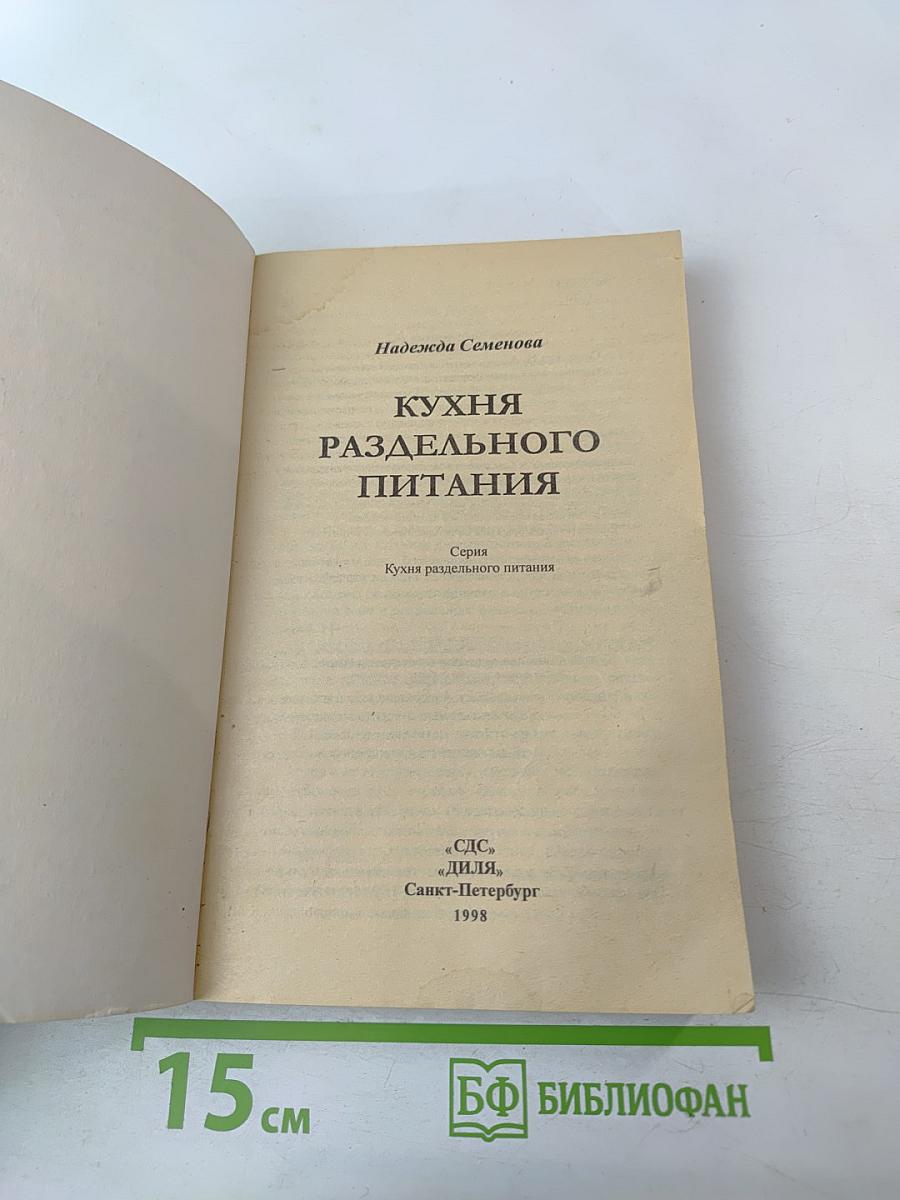 Надежда Семенова
КУХНЯ
РАЗДЕЛЬНОГО
ПИТАНИЯ
Серия
Кухня раздельного питания
«СДС»
«ДИЛЯ»
Санкт-Петербург
1998
15 см
БФ БИБЛИОФАН